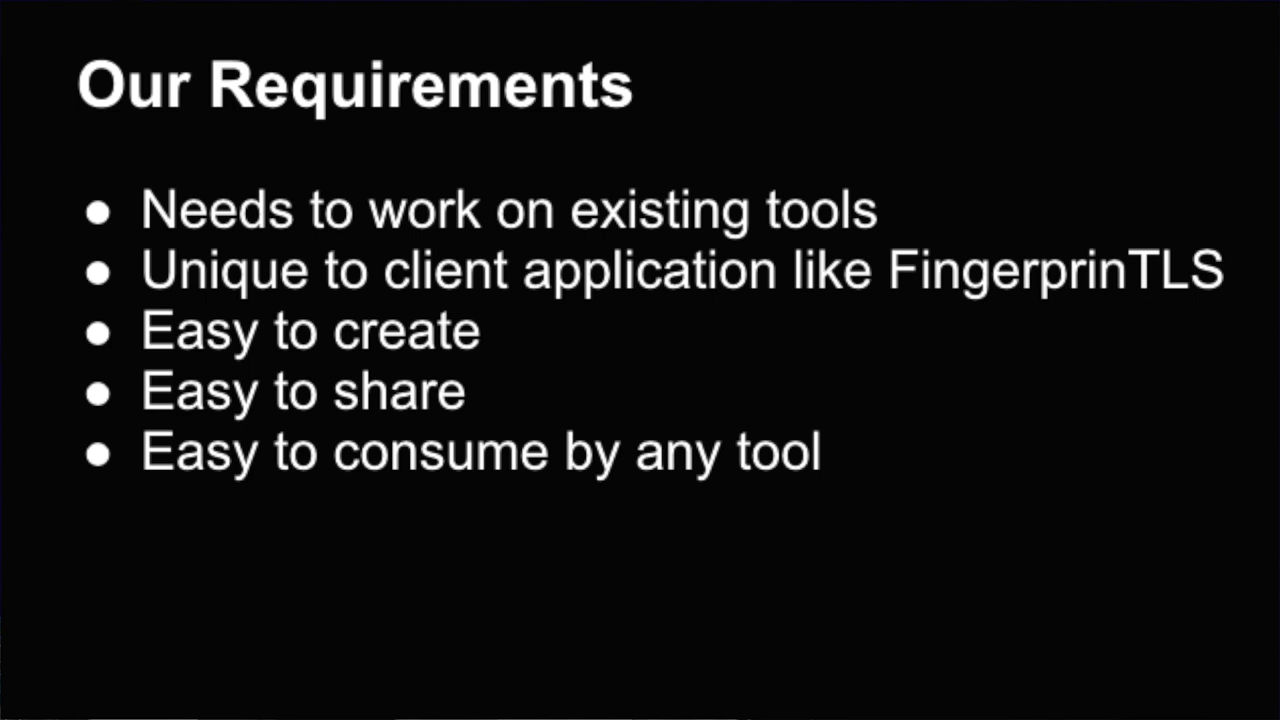 Our Requirements
● Needs to work on existing tools
● Unique to client application like FingerprinTLS
● Easy to create
● Easy to share
● Easy to consume by any tool